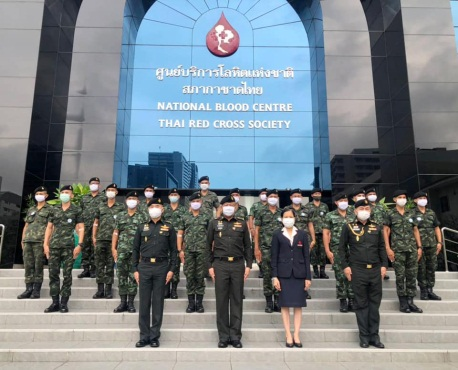 ศูนย์บริการโลหิตแห่งชาติ
สภากาชาดไทย
NATIONAL BLOOD CENTRE
THAI RED CROSS SOCIETY